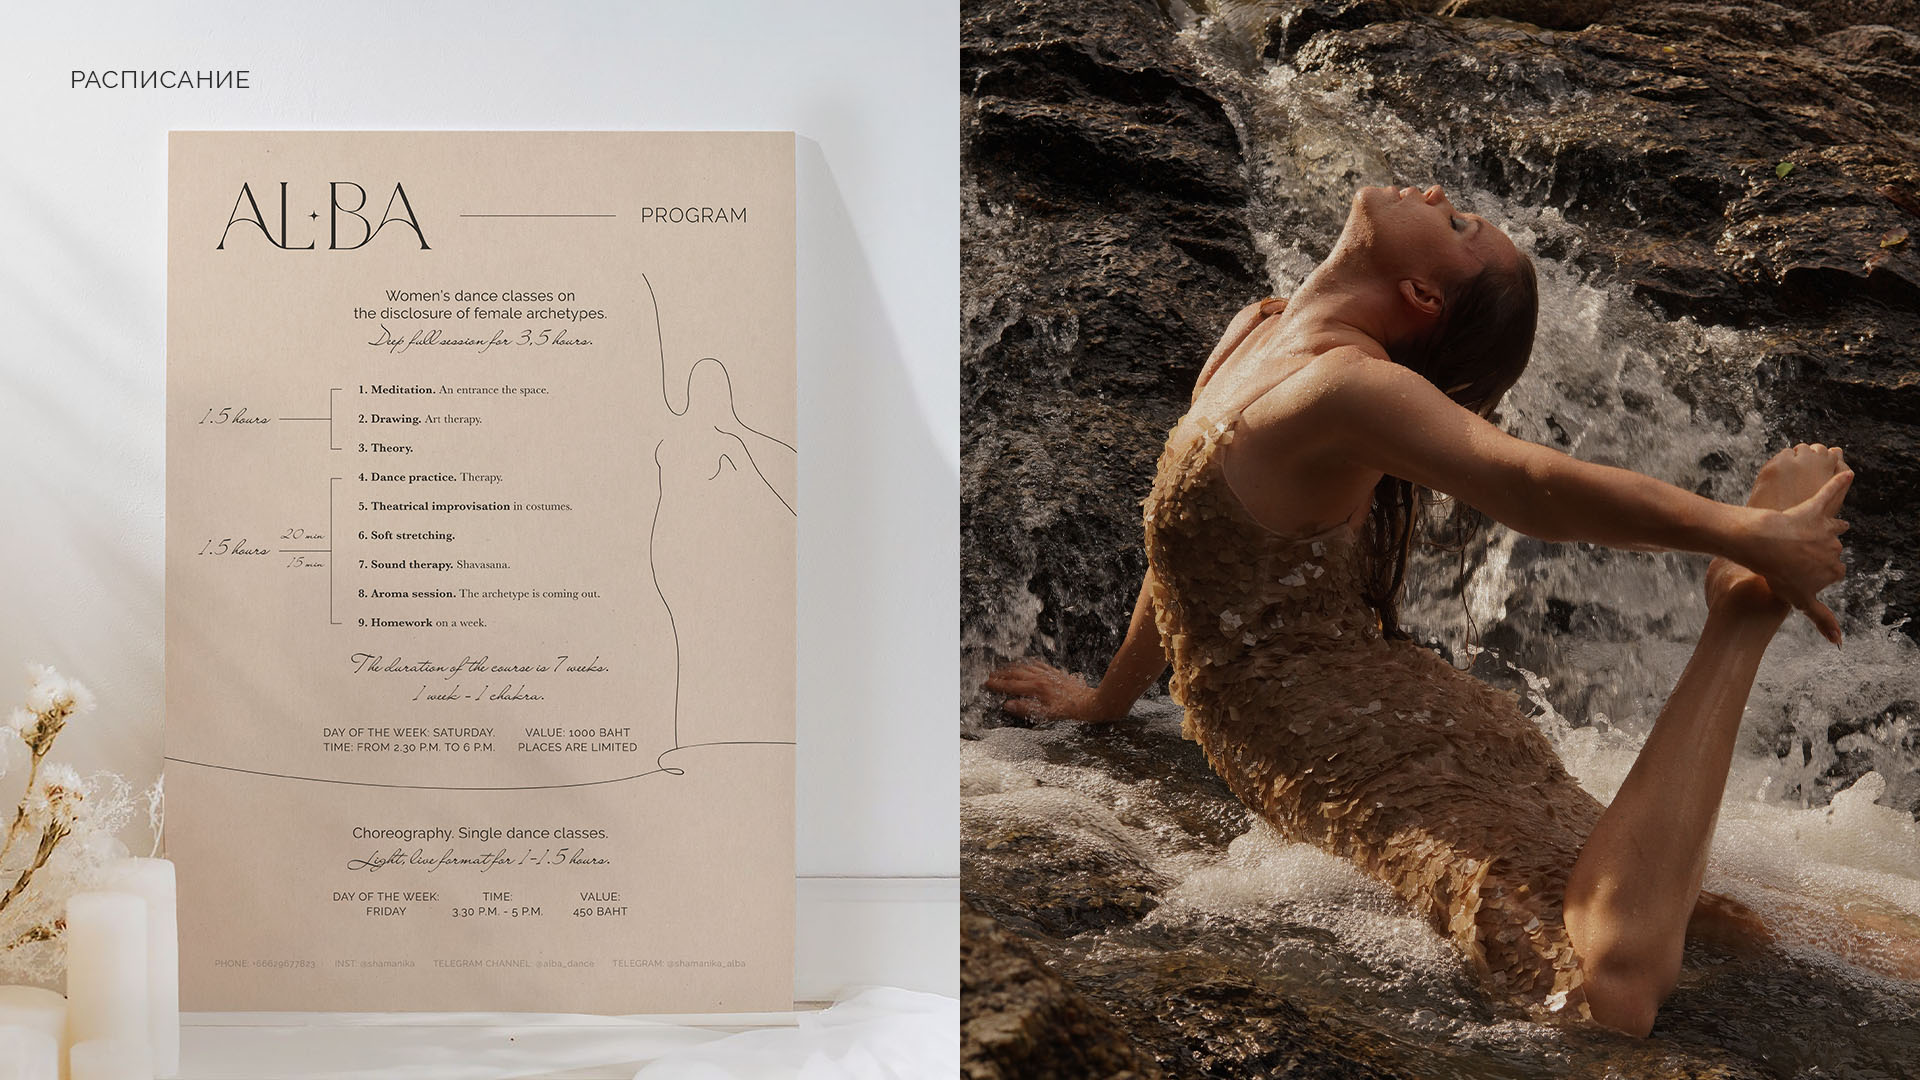 РАСПИСАНИЕ
AL·BA
PROGRAM
Women's dance classes on
the disclosure of female archetypes.
Deep full session for 3,5 hours.
1.5 hours
1. Meditation. An entrance the space.
2. Drawing. Art therapy.
3. Theory.
1.5 hours
20 min
15 min
4. Dance practice. Therapy.
5. Theatrical improvisation in costumes.
6. Soft stretching.
7. Sound therapy. Shavasana.
8. Aroma session. The archetype is coming out.
9. Homework on a week.
The duration of the course is 7 weeks.
1 week - 1 chakra.
DAY OF THE WEEK: SATURDAY.
TIME: FROM 2.30 P.M. TO 6 P.M.
VALUE: 1000 BAHT
PLACES ARE LIMITED
Choreography. Single dance classes.
Light, live format for 1-1.5 hours.
DAY OF THE WEEK:
FRIDAY
TIME:
3.30 P.M. - 5 P.M.
VALUE:
450 BAHT
PHONE: +66629677823 INST: @shamanika TELEGRAM CHANNEL: @alba_dance TELEGRAM: @shamanika_alba